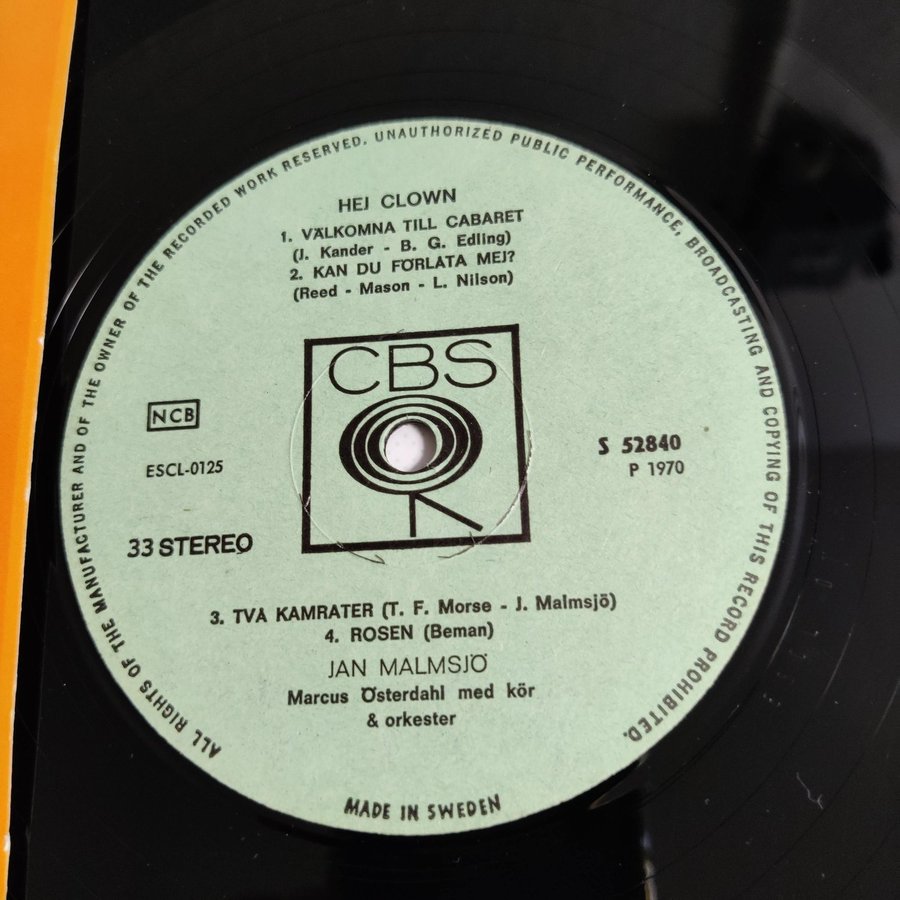 ALL RIGHTS OF THE MANUFACTURER AND OF THE OWNER OF THE RECORDED WORK RESERVED. UNAUTHORIZED PUBLIC PERFORMANCE, BROADCASTING AND COPYING OF THIS RECORD PROHIBITED.
HEJ CLOWN
1. VÄLKOMNA TILL CABARET
(J. Kander - B. G. Edling)
2. KAN DU FÖRLÅTA MEJ?
(Reed - Mason - L. Nilson)
CBS
NCB
ESCL-0125
S 52840
P 1970
33 STEREO
3. TVÅ KAMRATER (T. F. Morse - J. Malmsjö)
4. ROSEN (Beman)
JAN MALMSJÖ
Marcus Österdahl med kör
& orkester
MADE IN SWEDEN